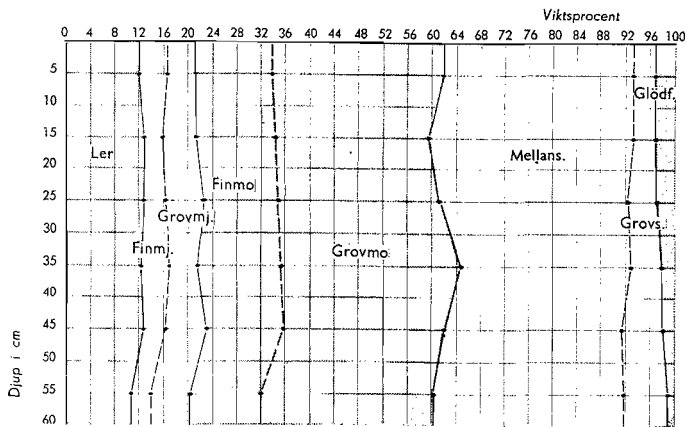 Viktsprocent
0 4 8 12 16 20 24 28 32 36 40 44 48 52 56 60 64 68 72 76 80 84 88 92 96 100
5
Glödf.
10
15
Ler
Mellans.
20
Finmo
25
Grovmj.
Grovs.
30
Finmj.
Grovmo
35
40
45
50
55
60
Djup i cm